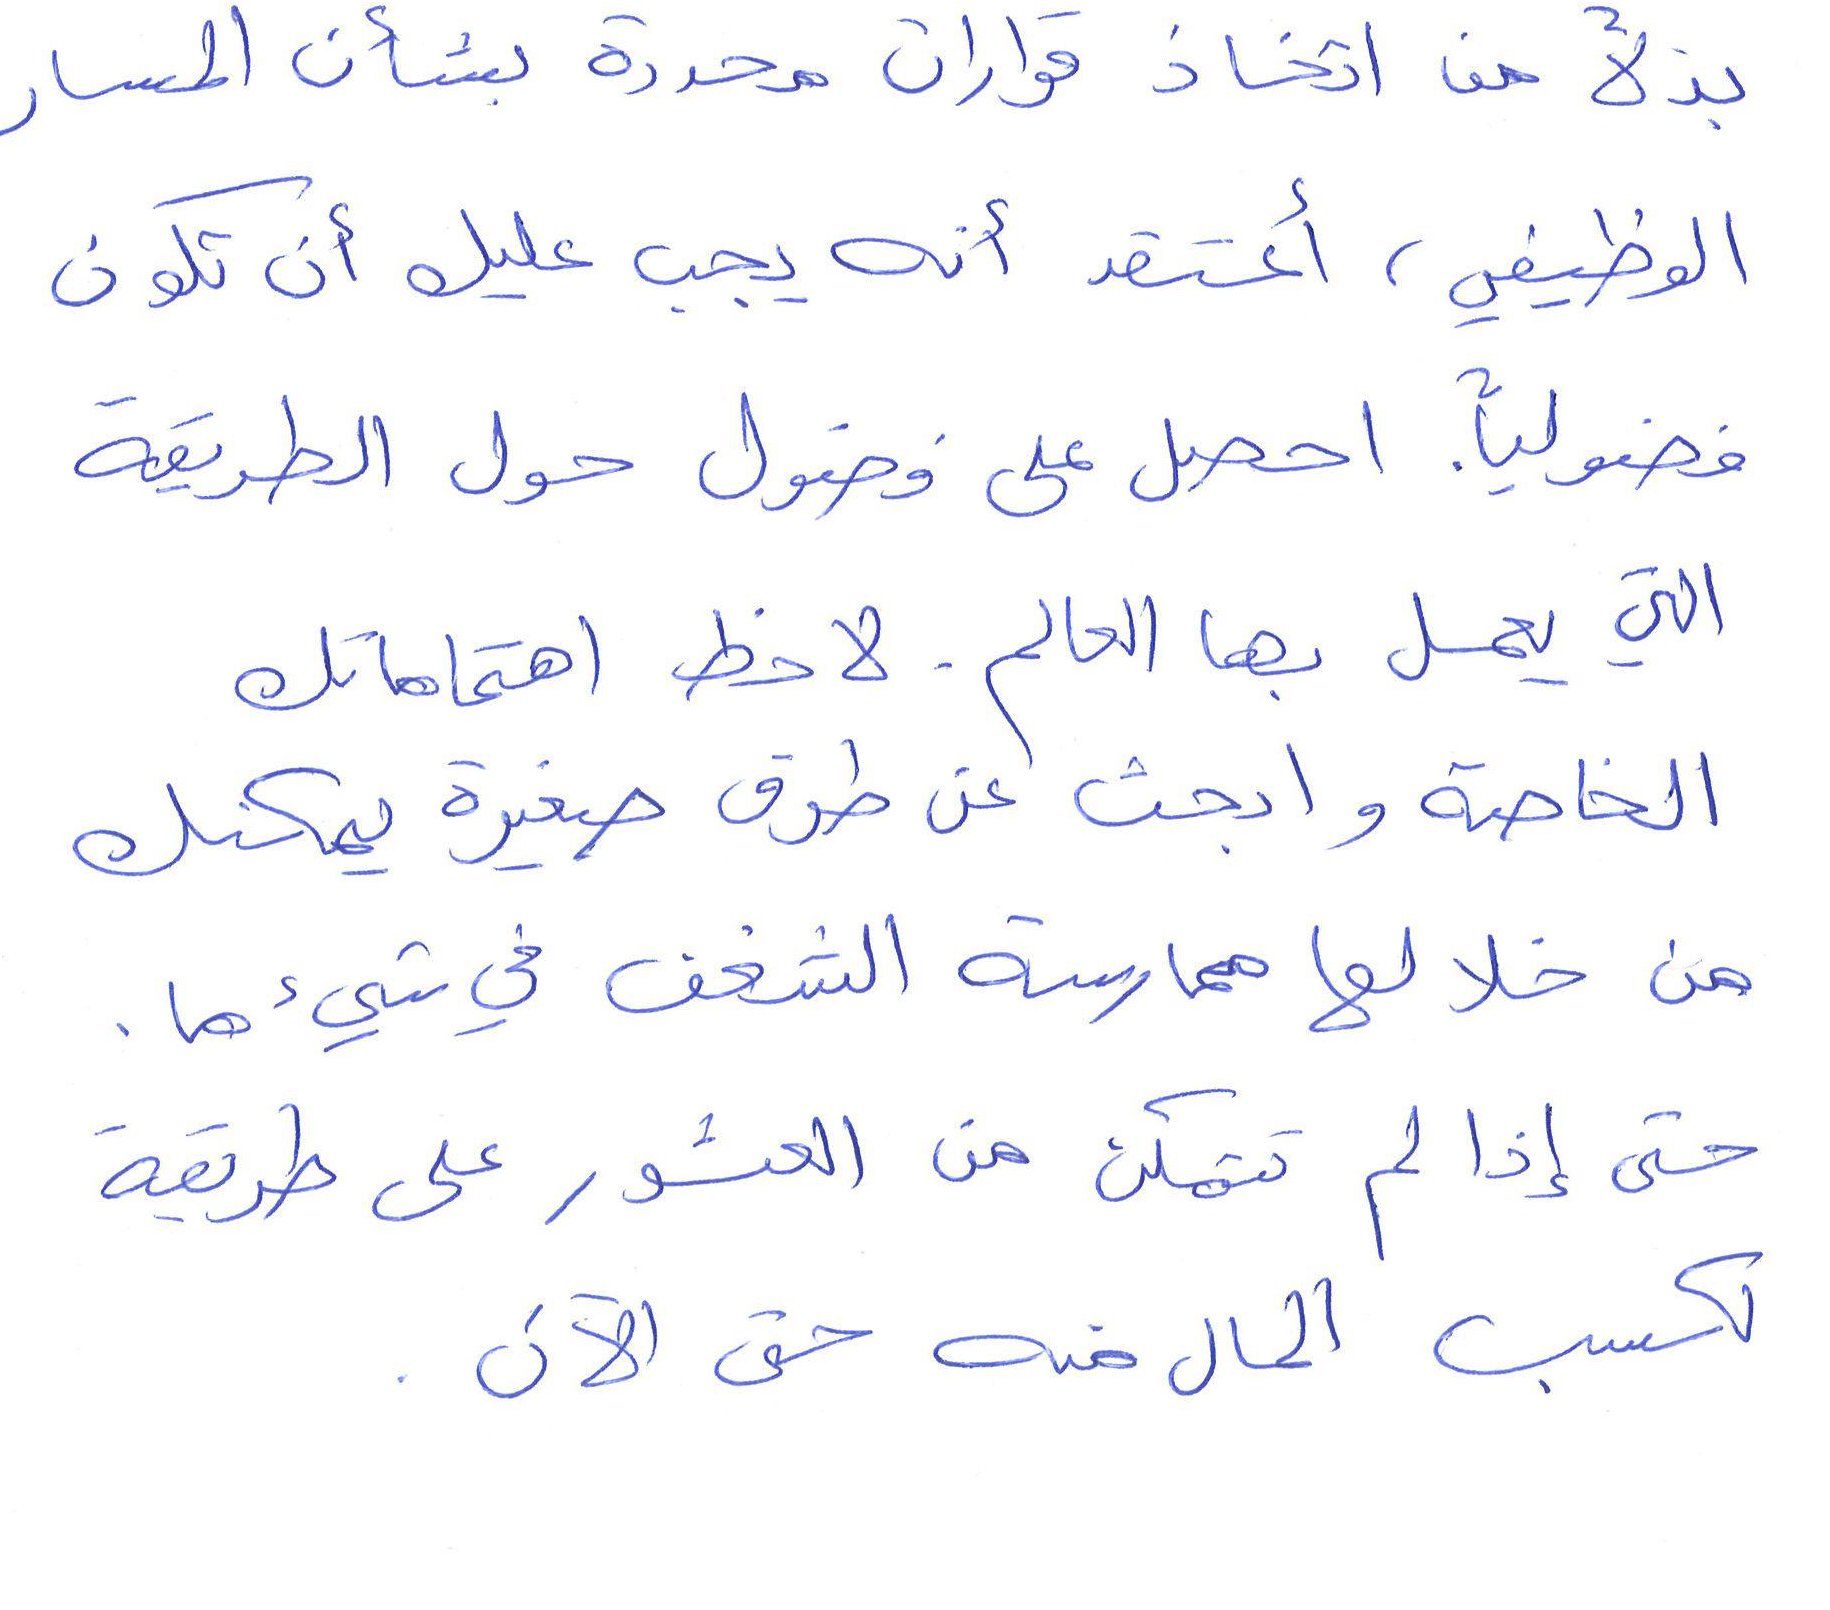 بدلاً من اتخاذ قرارات محددة بشأن المسار
الوظيفي، أعتقد أنه يجب عليك أن تكون
فضولياً. احصل على فضول حول الطريقة
التي يعمل بها العالم. لاحظ اهتماماتك
الخاصة وابحث عن طرق صغيرة يمكنك
من خلالها ممارسة الشغف في شيء ما.
حتى إذا لم تتمكن من العثور على طريقة
لكسب المال منه حتى الآن.